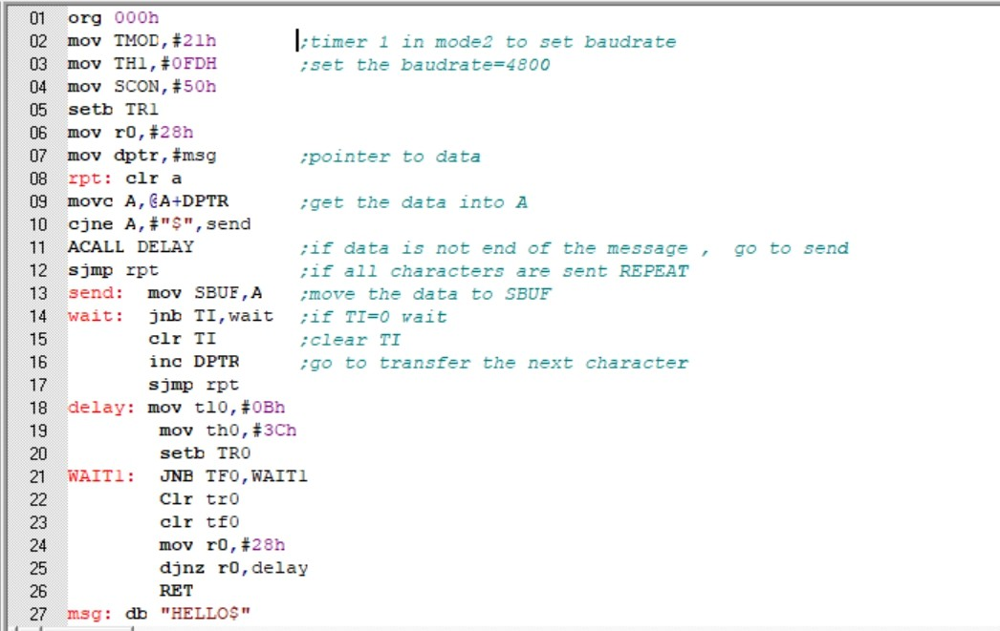 01 org 000h
02 mov TMOD,#21h ;timer 1 in mode2 to set baudrate
03 mov TH1,#0FDH ;set the baudrate=4800
04 mov SCON,#50h
05 setb TR1
06 mov r0,#28h
07 mov dptr,#msg ;pointer to data
08 rpt: clr a
09 movc A,@A+DPTR ;get the data into A
10 cjne A,#"$",send
11 ACALL DELAY ;if data is not end of the message , go to send
12 sjmp rpt ;if all characters are sent REPEAT
13 send: mov SBUF,A ;move the data to SBUF
14 wait: jnb TI,wait ;if TI=0 wait
15 clr TI ;clear TI
16 inc DPTR ;go to transfer the next character
17 sjmp rpt
18 delay: mov tl0,#0Bh
19 mov th0,#3Ch
20 setb TR0
21 WAIT1: JNB TF0,WAIT1
22 Clr tr0
23 clr tf0
24 mov r0,#28h
25 djnz r0,delay
26 RET
27 msg: db "HELLO$"